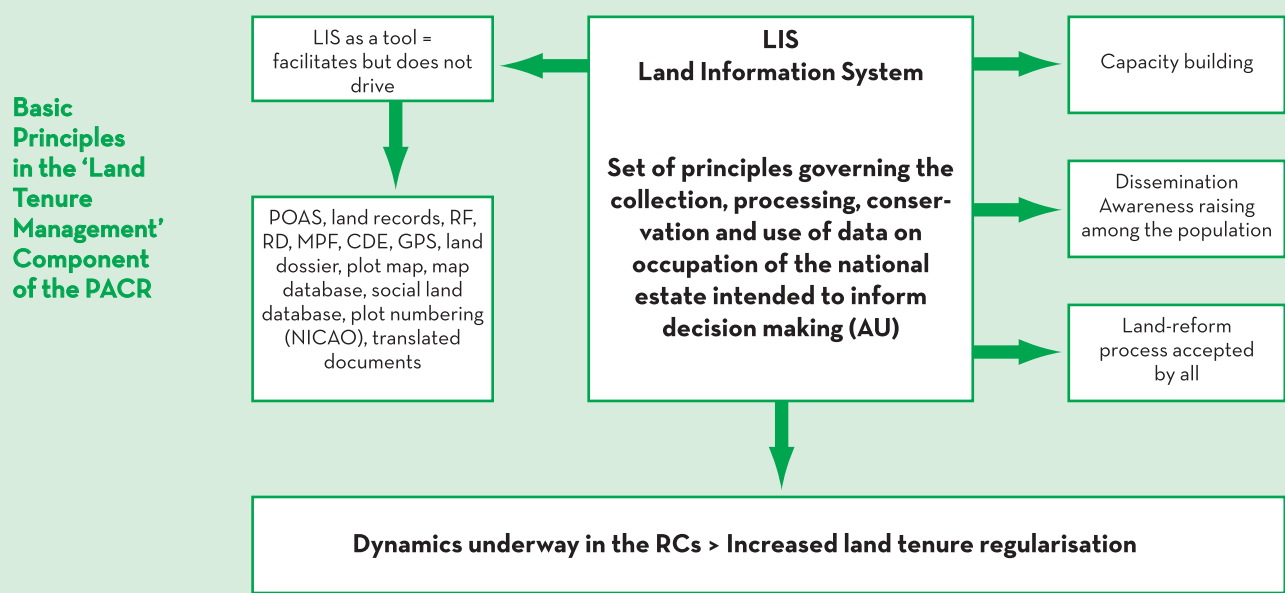 Basic
Principles
in the ‘Land
Tenure
Management’
Component
of the PACR
LIS as a tool =
facilitates but does not
drive
POAS, land records, RF,
RD, MPF, CDE, GPS, land
dossier, plot map, map
database, social land
database, plot numbering
(NICAO), translated
documents
LIS
Land Information System
Set of principles governing the
collection, processing, conser-
vation and use of data on
occupation of the national
estate intended to inform
decision making (AU)
Capacity building
Dissemination
Awareness raising
among the population
Land-reform
process accepted
by all
Dynamics underway in the RCs > Increased land tenure regularisation